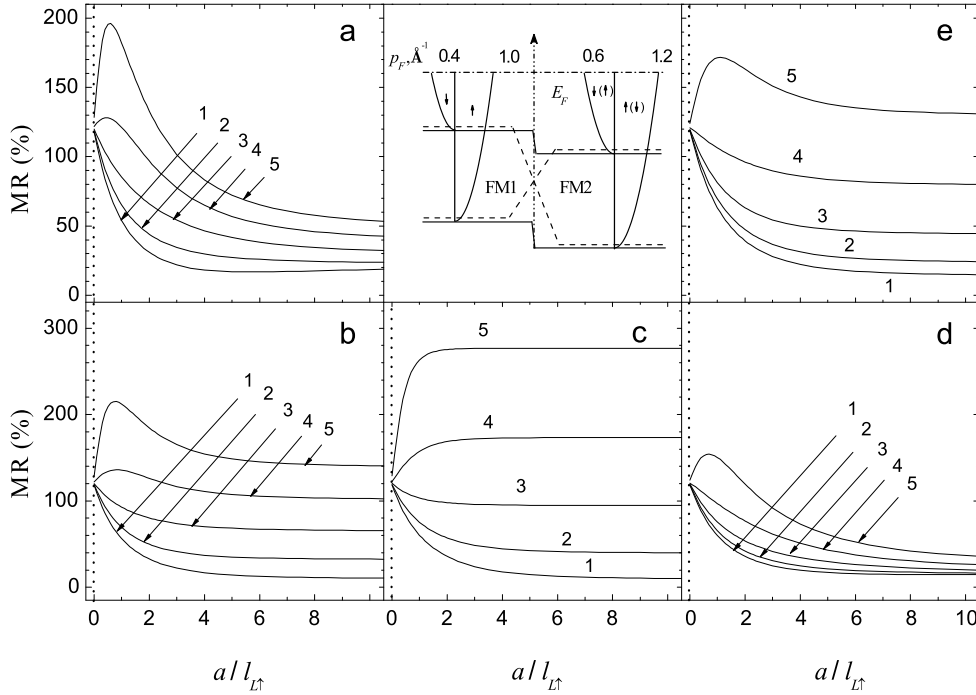 a
MR (%)
200
150
100
50
0
1
2
3
4
5
p_F, Å⁻¹
0.4
1.0
0.6
1.2
E_F
↓
↑
↓(↑)
↑(↓)
FM1
FM2
e
5
4
3
2
1
b
MR (%)
300
200
100
0
1
2
3
4
5
0 2 4 6 8
a / l_{L↑}
c
5
4
3
2
1
0 2 4 6 8
a / l_{L↑}
d
1
2
3
4
5
0 2 4 6 8 10
a / l_{L↑}